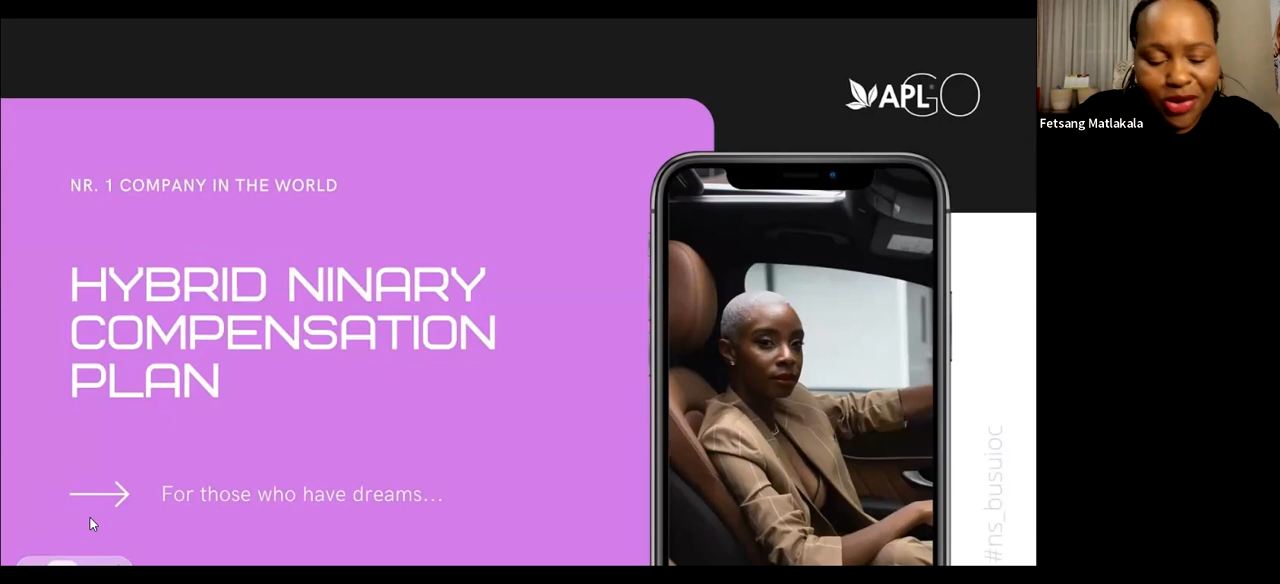 APLGO
NR. 1 COMPANY IN THE WORLD
HYBRID NINARY
COMPENSATION
PLAN
For those who have dreams...
#ns_busuioc
Fetsang Matlakala